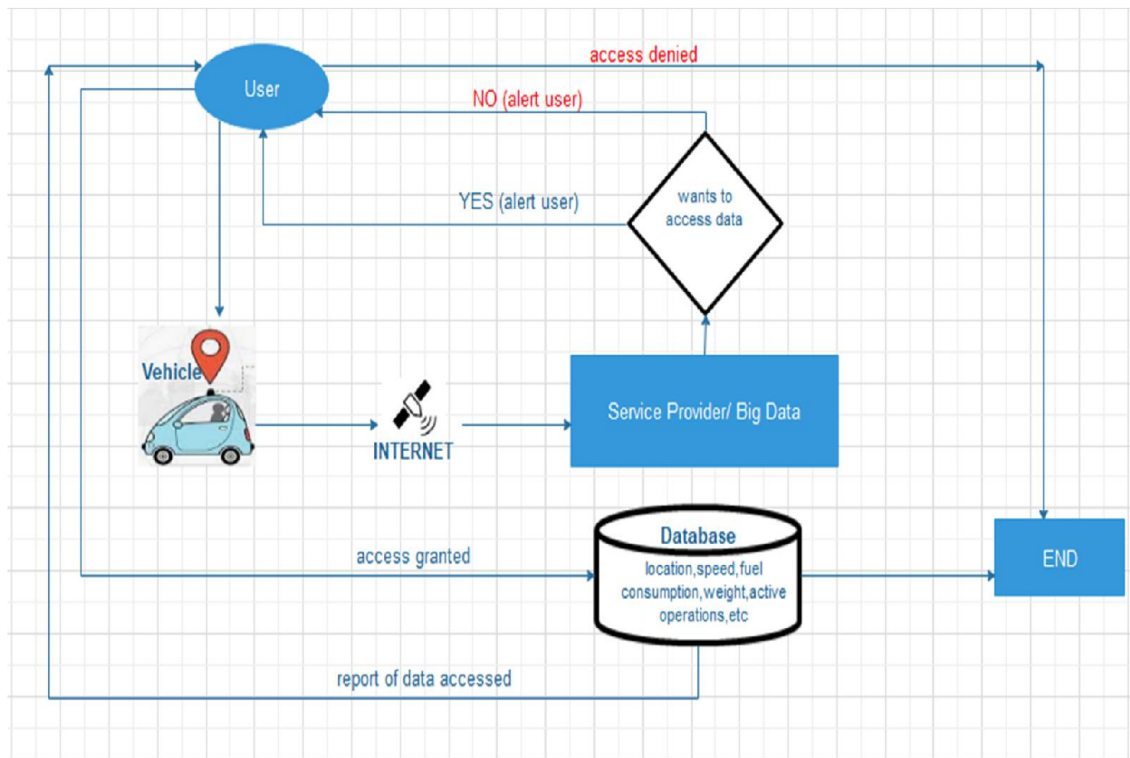 access denied
User
NO (alert user)
YES (alert user)
wants to
access data
Vehicle
Service Provider/ Big Data
INTERNET
Database
location,speed,fuel
consumption,weight,active
operations,etc
access granted
END
report of data accessed